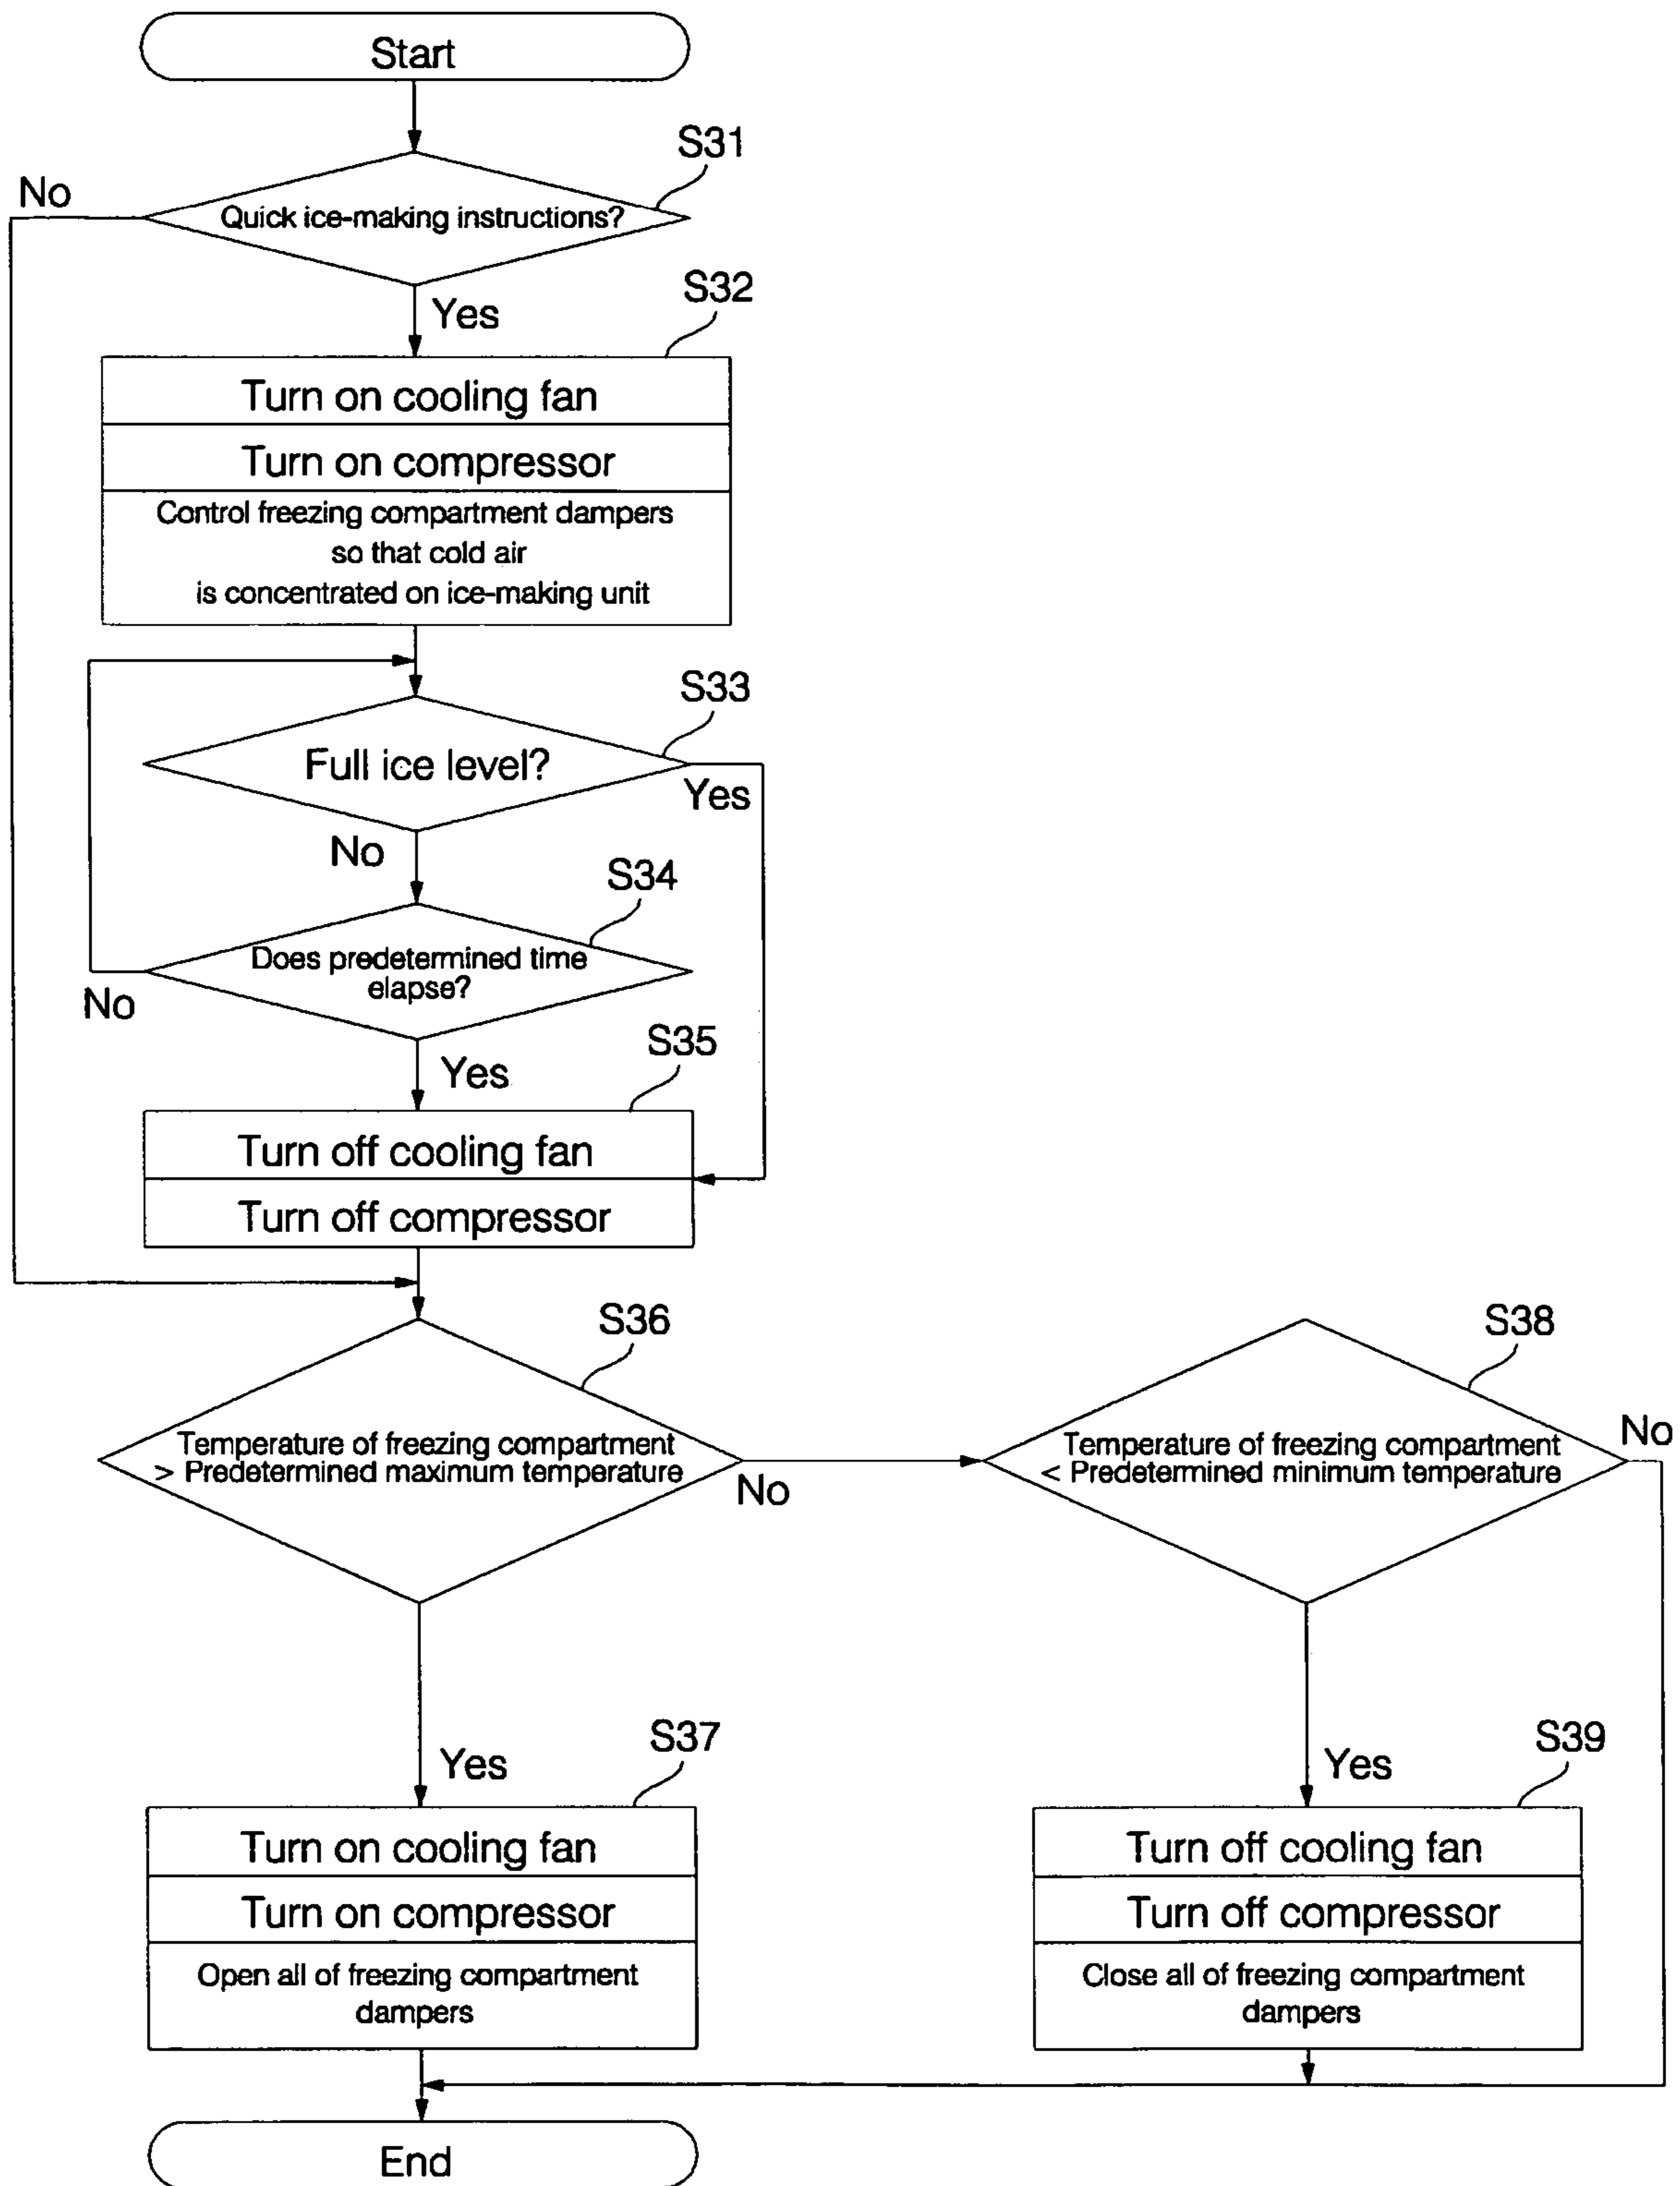 Start
S31
No
Quick ice-making instructions?
Yes
S32
Turn on cooling fan
Turn on compressor
Control freezing compartment dampers
so that cold air
is concentrated on ice-making unit
S33
Full ice level?
Yes
No
S34
Does predetermined time
elapse?
No
S35
Yes
Turn off cooling fan
Turn off compressor
S36
Temperature of freezing compartment
> Predetermined maximum temperature
No
S38
Temperature of freezing compartment
< Predetermined minimum temperature
No
S37
Yes
Turn on cooling fan
Turn on compressor
Open all of freezing compartment
dampers
S39
Yes
Turn off cooling fan
Turn off compressor
Close all of freezing compartment
dampers
End